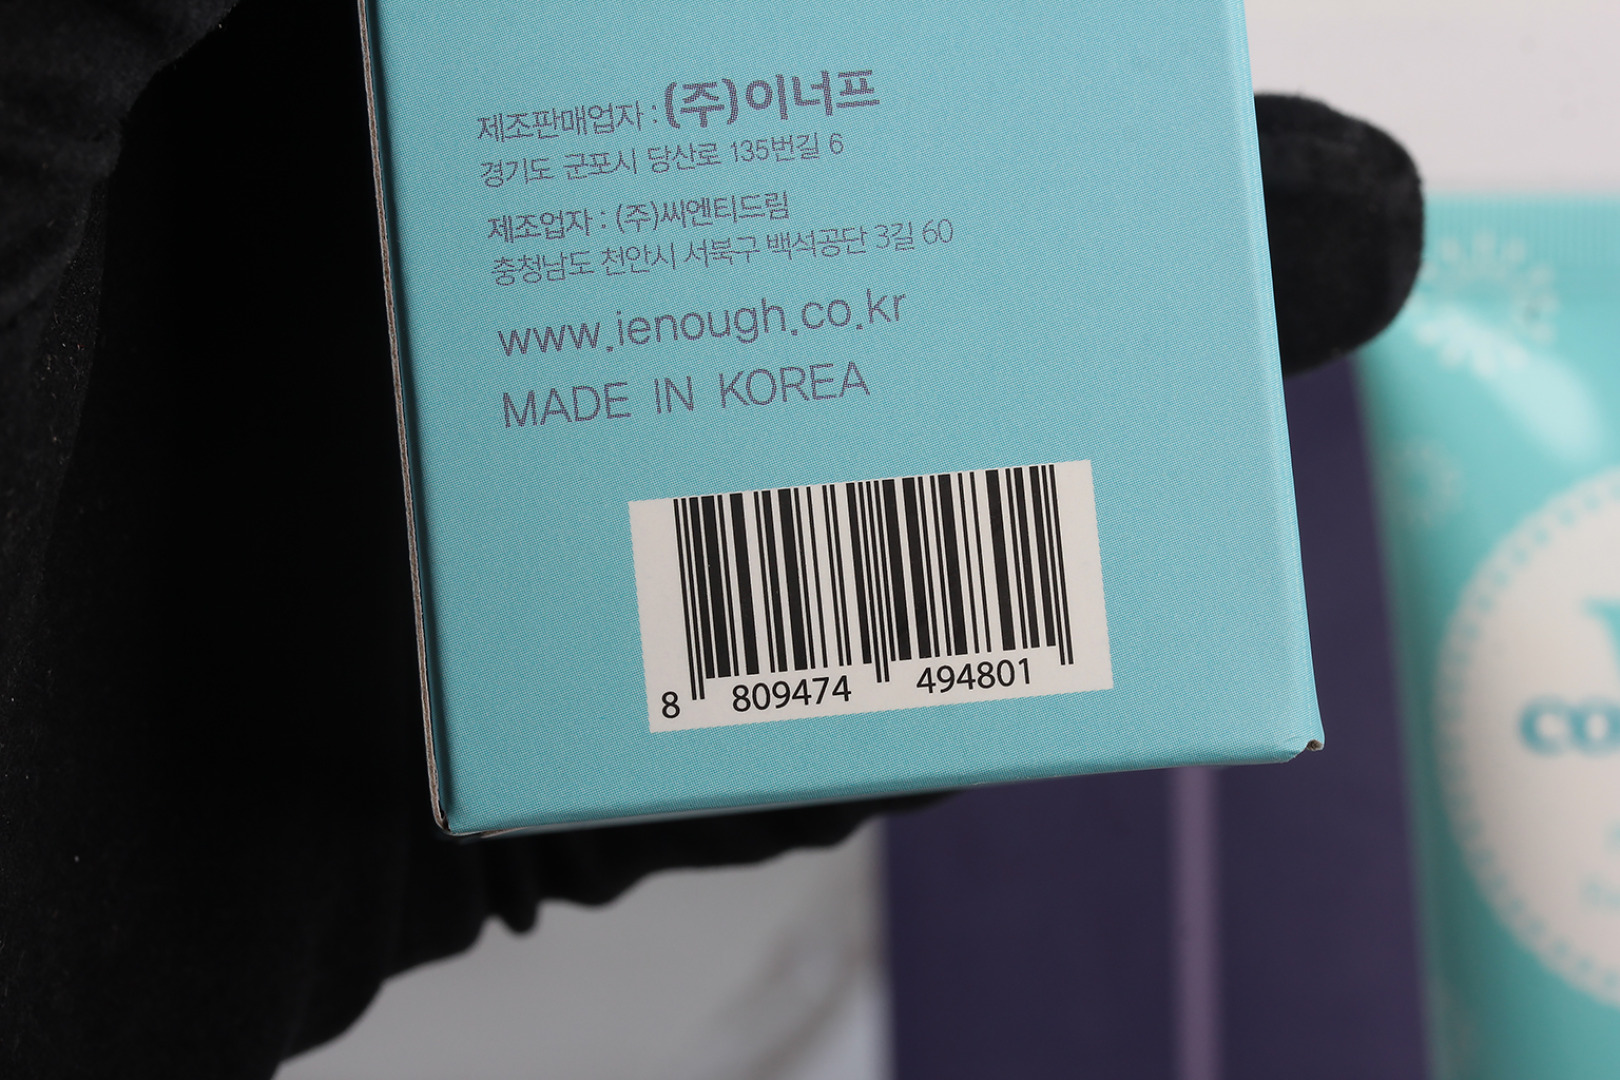 제조판매업자 : (주)이너프
경기도 군포시 당산로 135번길 6
제조업자 : (주)씨엔티드림
충청남도 천안시 서북구 백석공단 3길 60
www.ienough.co.kr
MADE IN KOREA
8 809474 494801